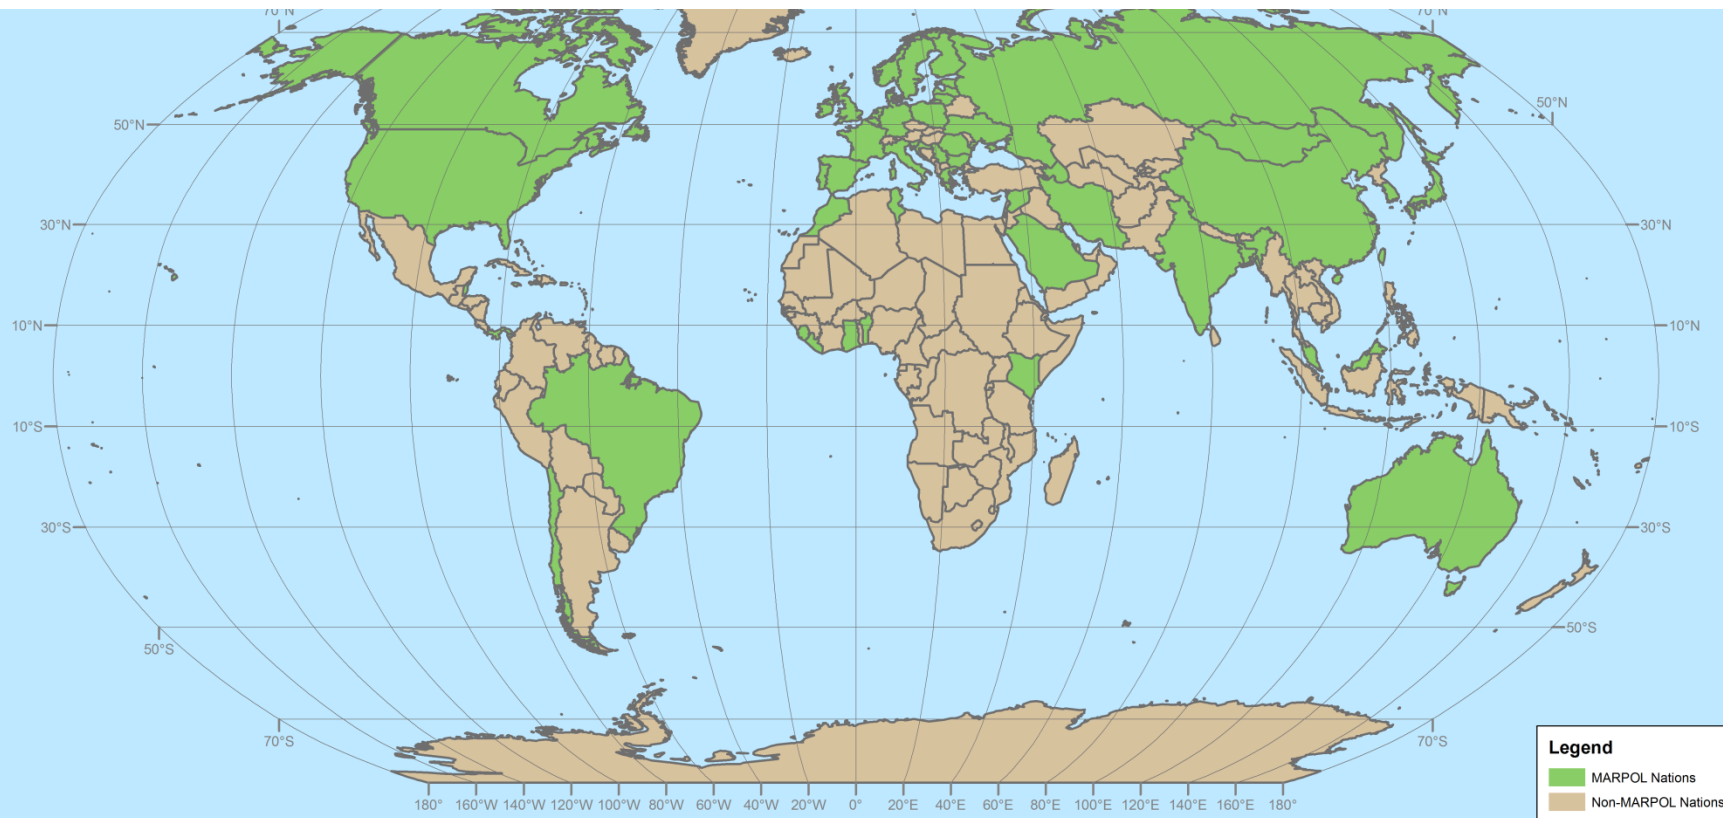 70°N
70°N
50°N
50°N
30°N
30°N
10°N
10°N
10°S
10°S
30°S
30°S
50°S
50°S
70°S
70°S
Legend
MARPOL Nations
Non-MARPOL Nations
180° 160°W 140°W 120°W 100°W 80°W 60°W 40°W 20°W 0° 20°E 40°E 60°E 80°E 100°E 120°E 140°E 160°E 180°